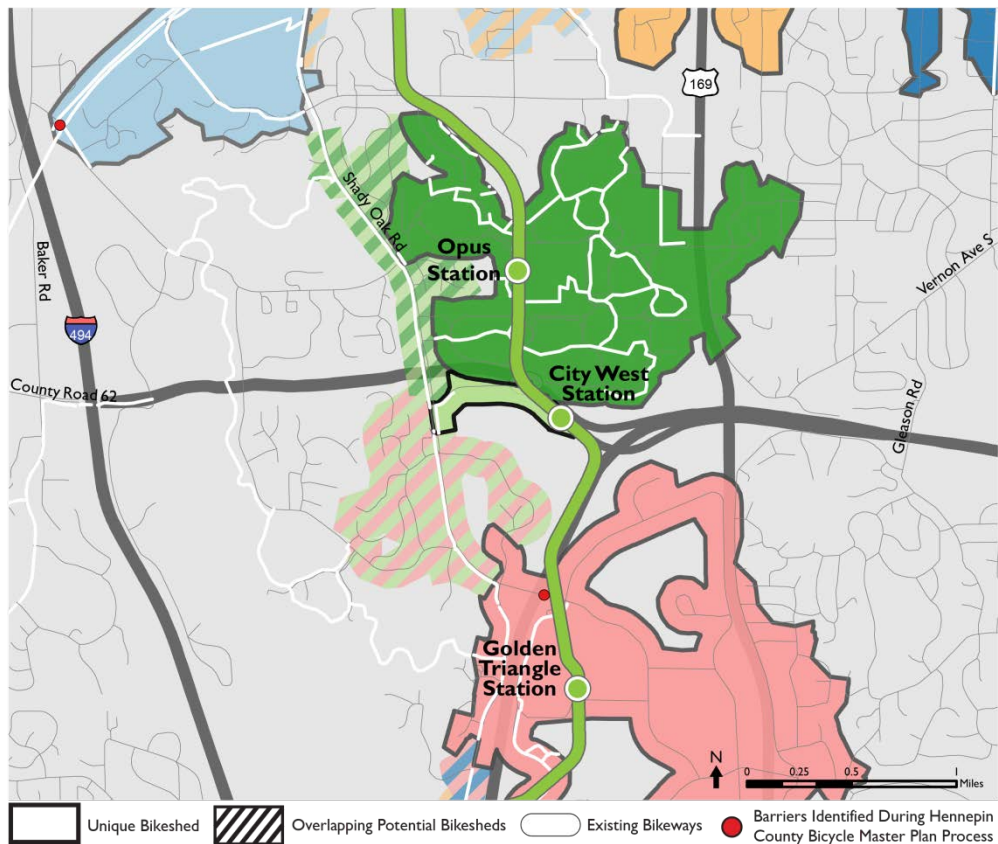 169
Shady Oak Rd
Opus
Station
Vernon Ave S
Baker Rd
494
City West
Station
County Road 62
Gleason Rd
Golden
Triangle
Station
N
0 0.25 0.5 1
Miles
Unique Bikeshed
Overlapping Potential Bikesheds
Existing Bikeways
Barriers Identified During Hennepin
County Bicycle Master Plan Process